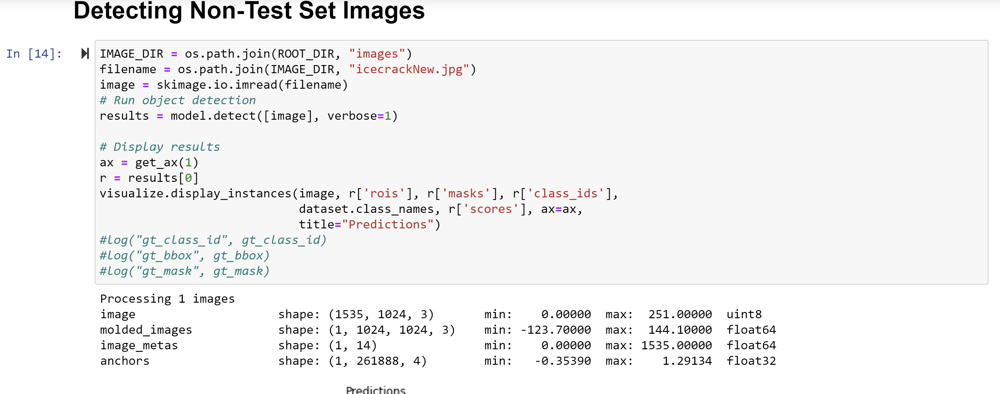 Detecting Non-Test Set Images
In [14]:
IMAGE_DIR = os.path.join(ROOT_DIR, "images")
filename = os.path.join(IMAGE_DIR, "icecrackNew.jpg")
image = skimage.io.imread(filename)
# Run object detection
results = model.detect([image], verbose=1)

# Display results
ax = get_ax(1)
r = results[0]
visualize.display_instances(image, r['rois'], r['masks'], r['class_ids'],
                            dataset.class_names, r['scores'], ax=ax,
                            title="Predictions")
#log("gt_class_id", gt_class_id)
#log("gt_bbox", gt_bbox)
#log("gt_mask", gt_mask)
Processing 1 images
image                    shape: (1535, 1024, 3)       min:    0.00000  max:  251.00000  uint8
molded_images            shape: (1, 1024, 1024, 3)    min: -123.70000  max:  144.10000  float64
image_metas              shape: (1, 14)               min:    0.00000  max: 1535.00000  float64
anchors                  shape: (1, 261888, 4)        min:   -0.35390  max:    1.29134  float32
Predictions